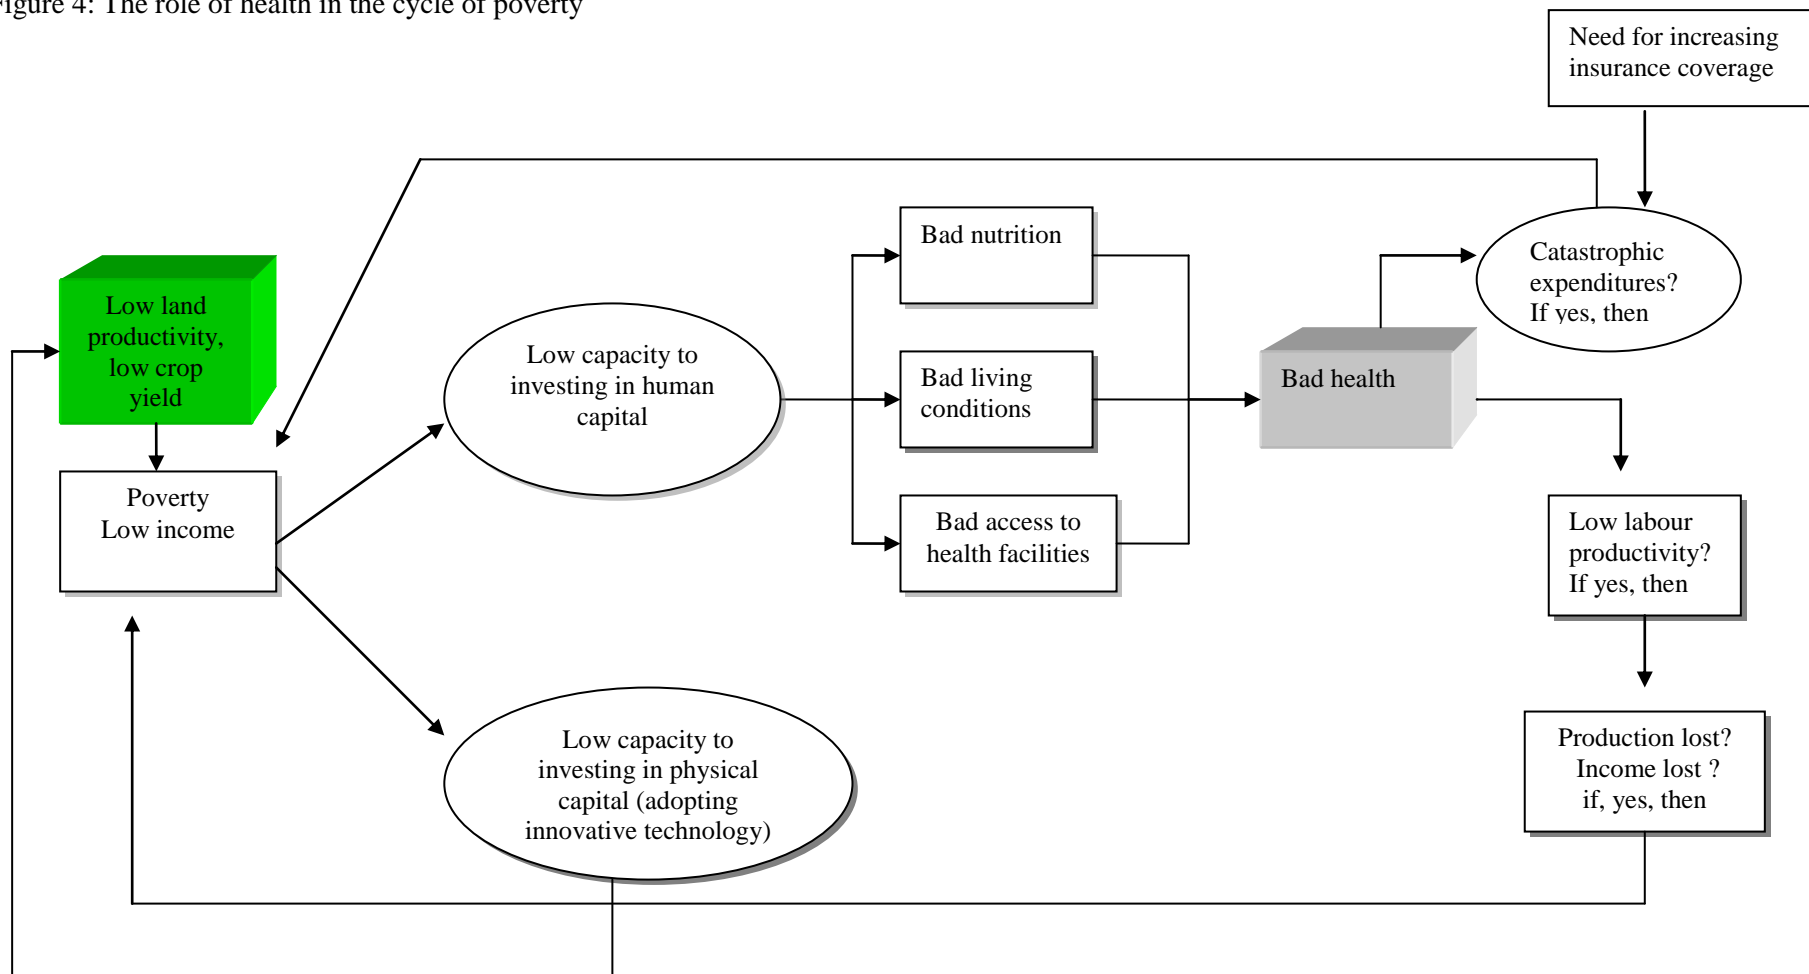 Figure 4: The role of health in the cycle of poverty
Need for increasing
insurance coverage
Bad nutrition
Catastrophic
expenditures?
If yes, then
Low land
productivity,
low crop
yield
Low capacity to
investing in human
capital
Bad living
conditions
Bad health
Poverty
Low income
Bad access to
health facilities
Low labour
productivity?
If yes, then
Low capacity to
investing in physical
capital (adopting
innovative technology)
Production lost?
Income lost ?
if, yes, then